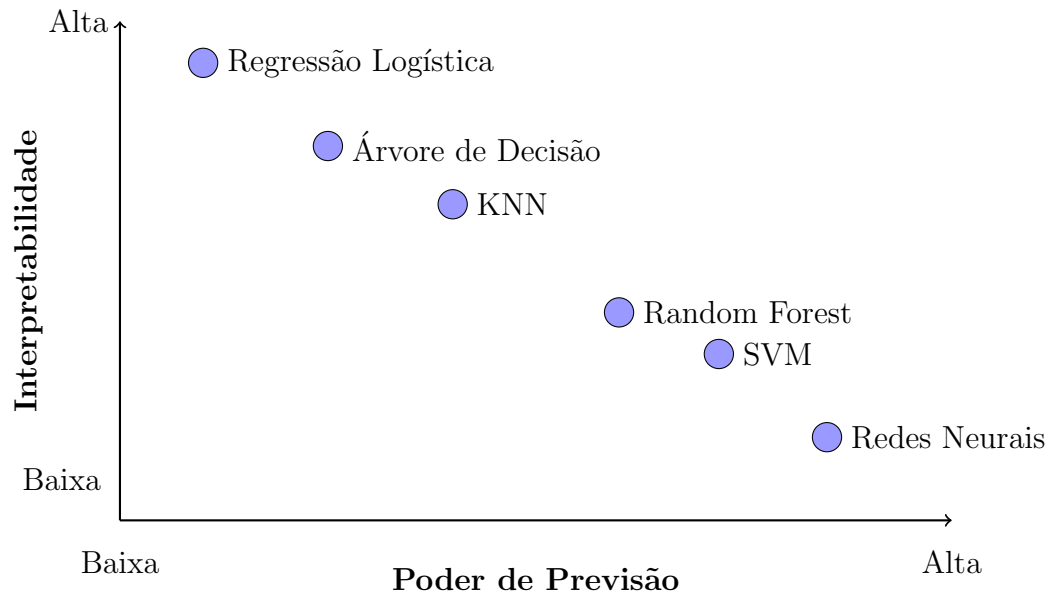 Alta
Regressão Logística
Árvore de Decisão
KNN
Interpretabilidade
Random Forest
SVM
Redes Neurais
Baixa
Baixa
Alta
Poder de Previsão